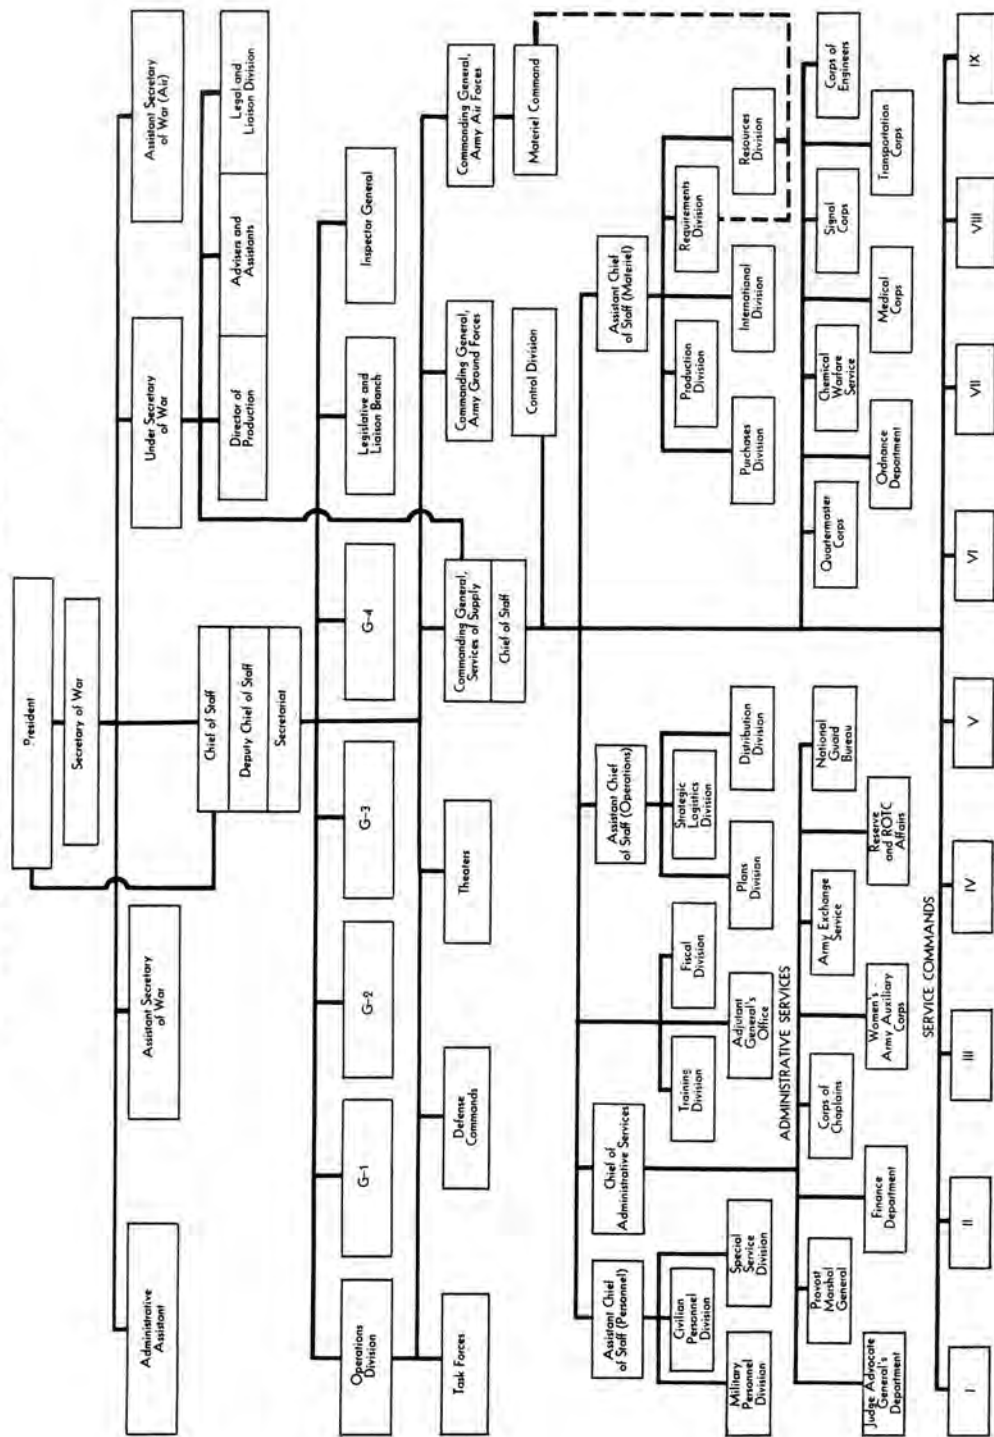 President
Secretary of War
Administrative
Assistant
Assistant Secretary
of War
Under Secretary
of War
Assistant Secretary
of War (Air)
Chief of Staff
Deputy Chief of Staff
Secretariat
Director of
Production
Advisers and
Assistants
Legal and
Liaison Division
Operations
Division
G-1
G-2
G-3
G-4
Legislative and
Liaison Branch
Inspector General
Task Forces
Defense
Commands
Theaters
Commanding General,
Services of Supply
Chief of Staff
Commanding General,
Army Ground Forces
Commanding General,
Army Air Forces
Control Division
Materiel Command
Assistant Chief
of Staff (Personnel)
Chief of
Administrative Services
Assistant Chief
of Staff (Operations)
Assistant Chief
of Staff (Materiel)
Civilian
Personnel Division
Training
Division
Fiscal
Division
Strategic
Logistics
Division
Production
Division
Requirements
Division
Military
Personnel
Division
Special
Service
Division
Adjutant
General's
Office
Plans
Division
Distribution
Division
Purchases
Division
International
Division
Resources
Division
ADMINISTRATIVE SERVICES
Provost
Marshal
General
Corps of
Chaplains
Army Exchange
Service
National
Guard
Bureau
Quartermaster
Corps
Chemical
Warfare
Service
Signal
Corps
Corps of
Engineers
Judge Advocate
General's
Department
Finance
Department
Women's
Army Auxiliary
Corps
Reserve
and ROTC
Affairs
Ordnance
Department
Medical
Corps
Transportation
Corps
SERVICE COMMANDS
I
II
III
IV
V
VI
VII
VIII
IX